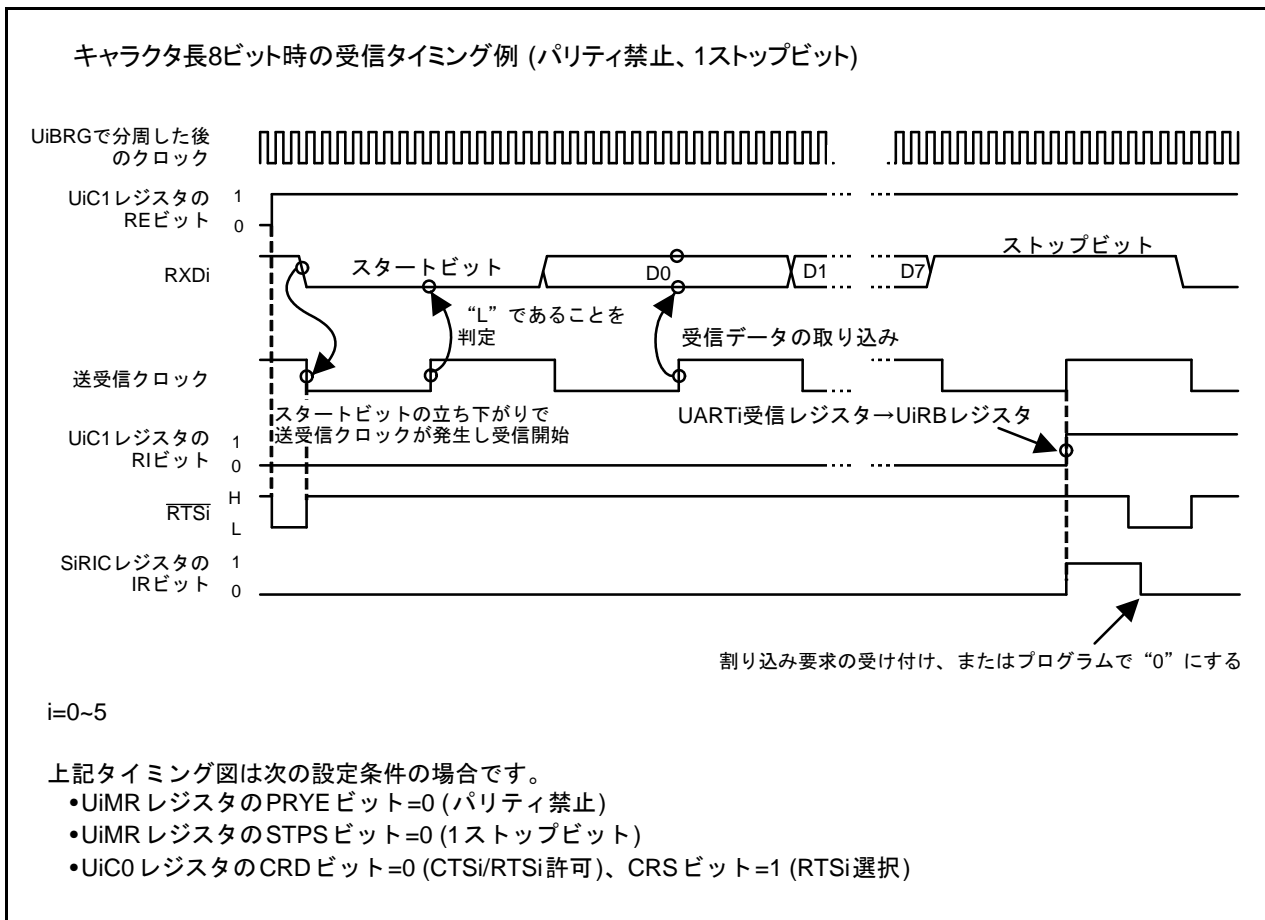 キャラクタ長8ビット時の受信タイミング例 (パリティ禁止、1ストップビット)
UiBRGで分周した後
のクロック
UiC1レジスタの
REビット
1
0
RXDi
スタートビット
D0
D1
D7
ストップビット
“L”であることを
判定
受信データの取り込み
送受信クロック
スタートビットの立ち下がりで
送受信クロックが発生し受信開始
UARTi受信レジスタ→UiRBレジスタ
UiC1レジスタの
RIビット
1
0
RTSi
H
L
SiRICレジスタの
IRビット
1
0
割り込み要求の受け付け、またはプログラムで“0”にする
i=0~5
上記タイミング図は次の設定条件の場合です。
•UiMRレジスタのPRYEビット=0 (パリティ禁止)
•UiMRレジスタのSTPSビット=0 (1ストップビット)
•UiC0レジスタのCRDビット=0 (CTSi/RTSi許可)、CRSビット=1 (RTSi選択)